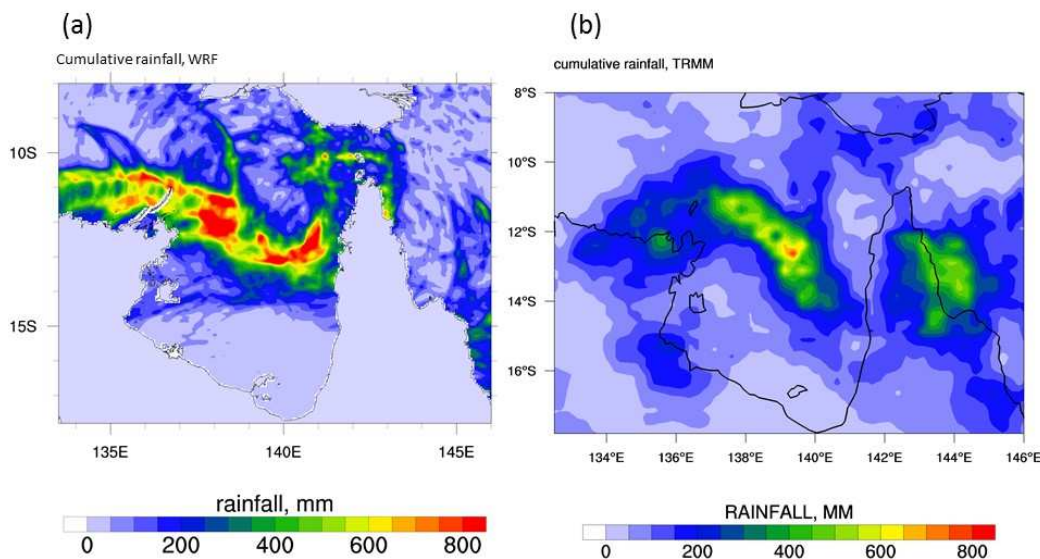 (a)
Cumulative rainfall, WRF
10S
15S
135E 140E 145E
rainfall, mm
0 200 400 600 800
(b)
cumulative rainfall, TRMM
8°S
10°S
12°S
14°S
16°S
134°E 136°E 138°E 140°E 142°E 144°E 146°E
RAINFALL, MM
0 200 400 600 800